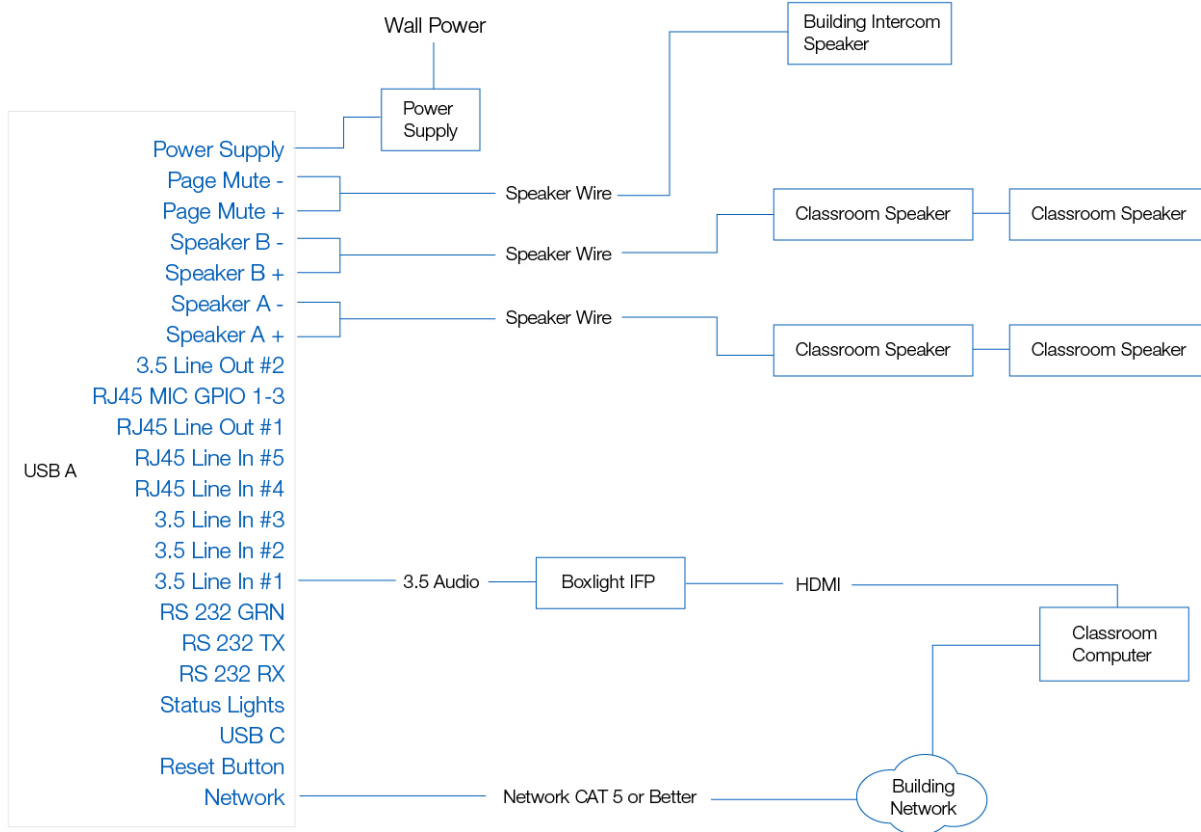 Wall Power
Building Intercom
Speaker
Power
Supply
Power Supply
Page Mute -
Page Mute +
Speaker Wire
Speaker B -
Speaker B +
Speaker Wire
Classroom Speaker
Classroom Speaker
Speaker A -
Speaker A +
Speaker Wire
Classroom Speaker
Classroom Speaker
3.5 Line Out #2
RJ45 MIC GPIO 1-3
RJ45 Line Out #1
RJ45 Line In #5
USB A
RJ45 Line In #4
3.5 Line In #3
3.5 Line In #2
3.5 Line In #1
3.5 Audio
Boxlight IFP
HDMI
RS 232 GRN
RS 232 TX
RS 232 RX
Classroom
Computer
Status Lights
USB C
Reset Button
Network
Network CAT 5 or Better
Building
Network